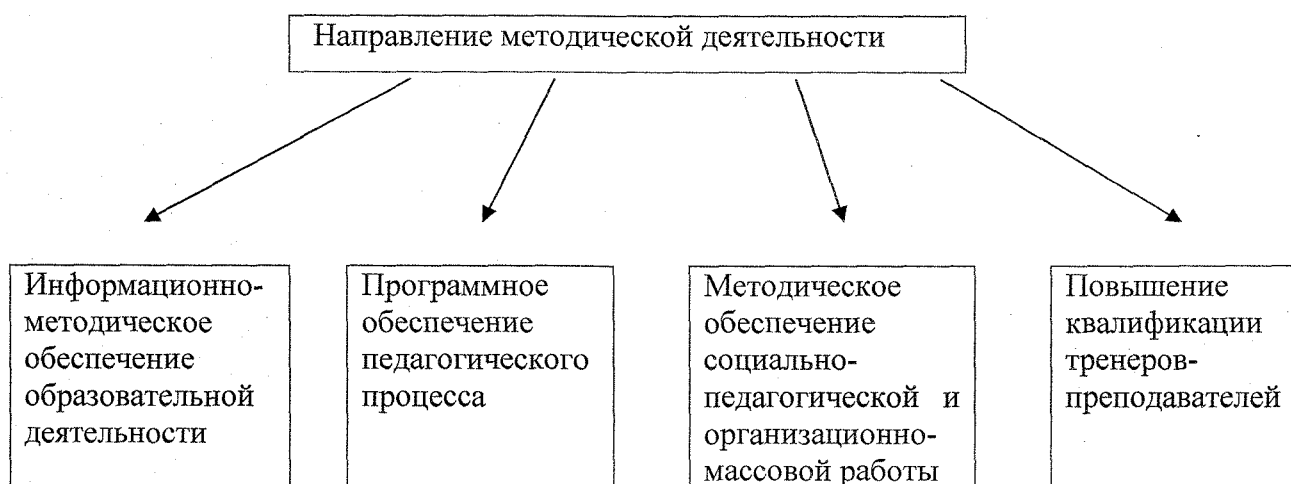 Направление методической деятельности
Информационно-
методическое
обеспечение
образовательной
деятельности
Программное
обеспечение
педагогического
процесса
Методическое
обеспечение
социально-
педагогической и
организационно-
массовой работы
Повышение
квалификации
тренеров-
преподавателей